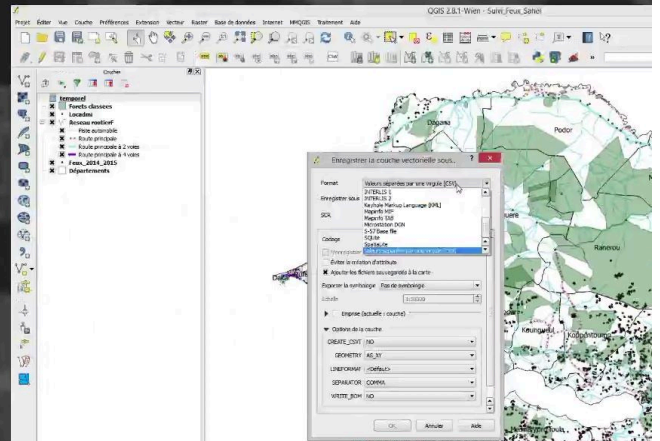 QGIS 2.8.1-Wien - Suivi_Feux_Sahel
Projet Éditer Vue Couche Préférences Extension Vecteur Raster Base de données Internet MMQGIS Traitement Aide
Couches
temporel
Forets classees
Locadou
Reseau routierF
Piste automobile
Route principale
Route principale à 2 voies
Route principale à 4 voies
Feux_2014_2015
Départements
Dagana
Podor
Ranerou
Koungueul
Enregistrer la couche vectorielle sous...
Format
Valeurs séparées par une virgule [CSV]
INTERLIS 1
Enregistrer sous
INTERLIS 2
Keyhole Markup Language [KML]
SCR
Mapinfo MIF
Mapinfo TAB
Microstation DGN
S-57 Base file
Codage
SQLite
SpatiaLite
Valeurs séparées par une virgule [CSV]
Éviter la création d'attributs
Ajouter les fichiers sauvegardés à la carte
Exporter la symbologie Pas de symbologie
Échelle
1:50000
Emprise (actuelle : couche)
Options de la couche
CREATE_CSVT NO
GEOMETRY AS_XY
LINEFORMAT <Default>
SEPARATOR COMMA
WRITE_BOM NO
OK
Annuler
Aide